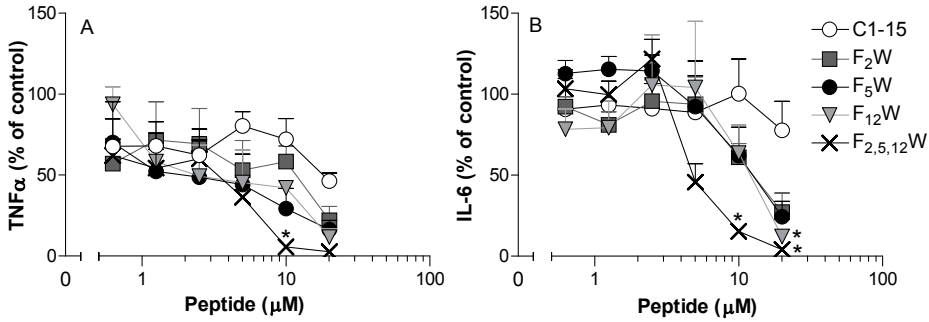 A
TNFα (% of control)
150
100
50
0
0
1
10
100
*
Peptide (μM)
B
IL-6 (% of control)
150
100
50
0
0
1
10
100
*
*
*
Peptide (μM)
C1-15
F₂W
F₅W
F₁₂W
F₂,₅,₁₂W